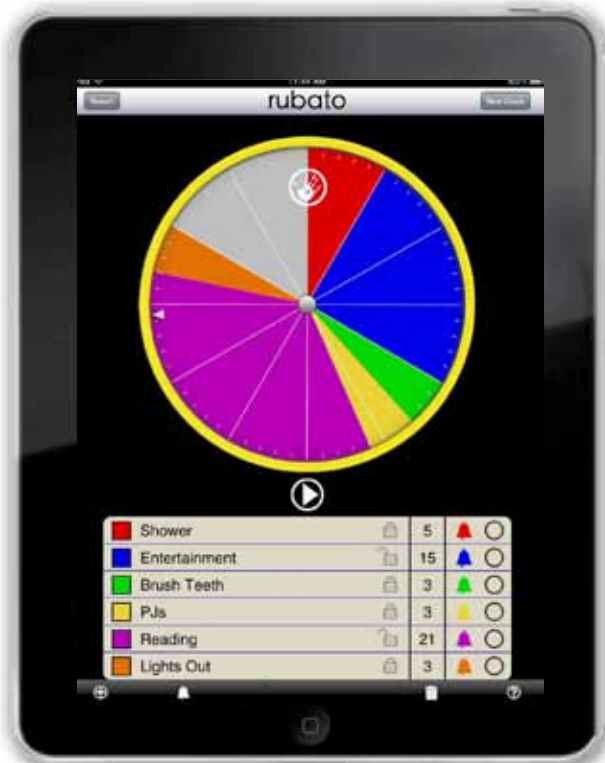 rubato
Shower 5
Entertainment 15
Brush Teeth 3
PJs 3
Reading 21
Lights Out 3